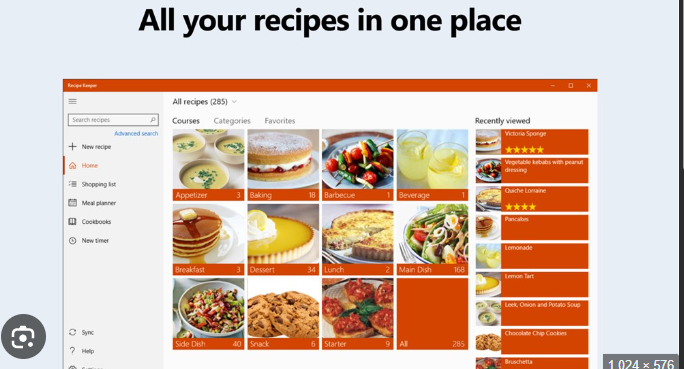 All your recipes in one place
Recipe Keeper
Search recipes
Advanced search
New recipe
Home
Shopping list
Meal planner
Cookbooks
New timer
Sync
Help
All recipes (285)
Courses Categories Favorites
Appetizer 3
Baking 18
Barbecue 1
Beverage 1
Breakfast 3
Dessert 34
Lunch 2
Main Dish 168
Side Dish 40
Snack 6
Starter 9
All 285
Recently viewed
Victoria Sponge
Vegetable kebabs with peanut
dressing
Quiche Lorraine
Pancakes
Lemonade
Lemon Tart
Leek, Onion and Potato Soup
Chocolate Chip Cookies
Bruschetta
1,024 × 576